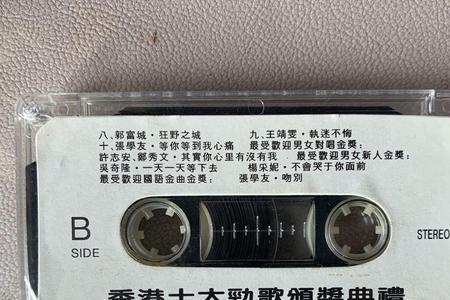 八、郭富城・狂野之城　九、王靖雯・執迷不悔
十、張學友・等你等到我心痛　最受歡迎男女對唱金獎：
許志安、鄭秀文・其實你心里有沒有我　最受歡迎男女新人金獎：
吳奇隆・一天一天等下去　楊采妮・不會哭于你面前
最受歡迎國語金曲金獎：　張學友・吻別
B
SIDE
STEREO
香港十大勁歌頒獎典禮